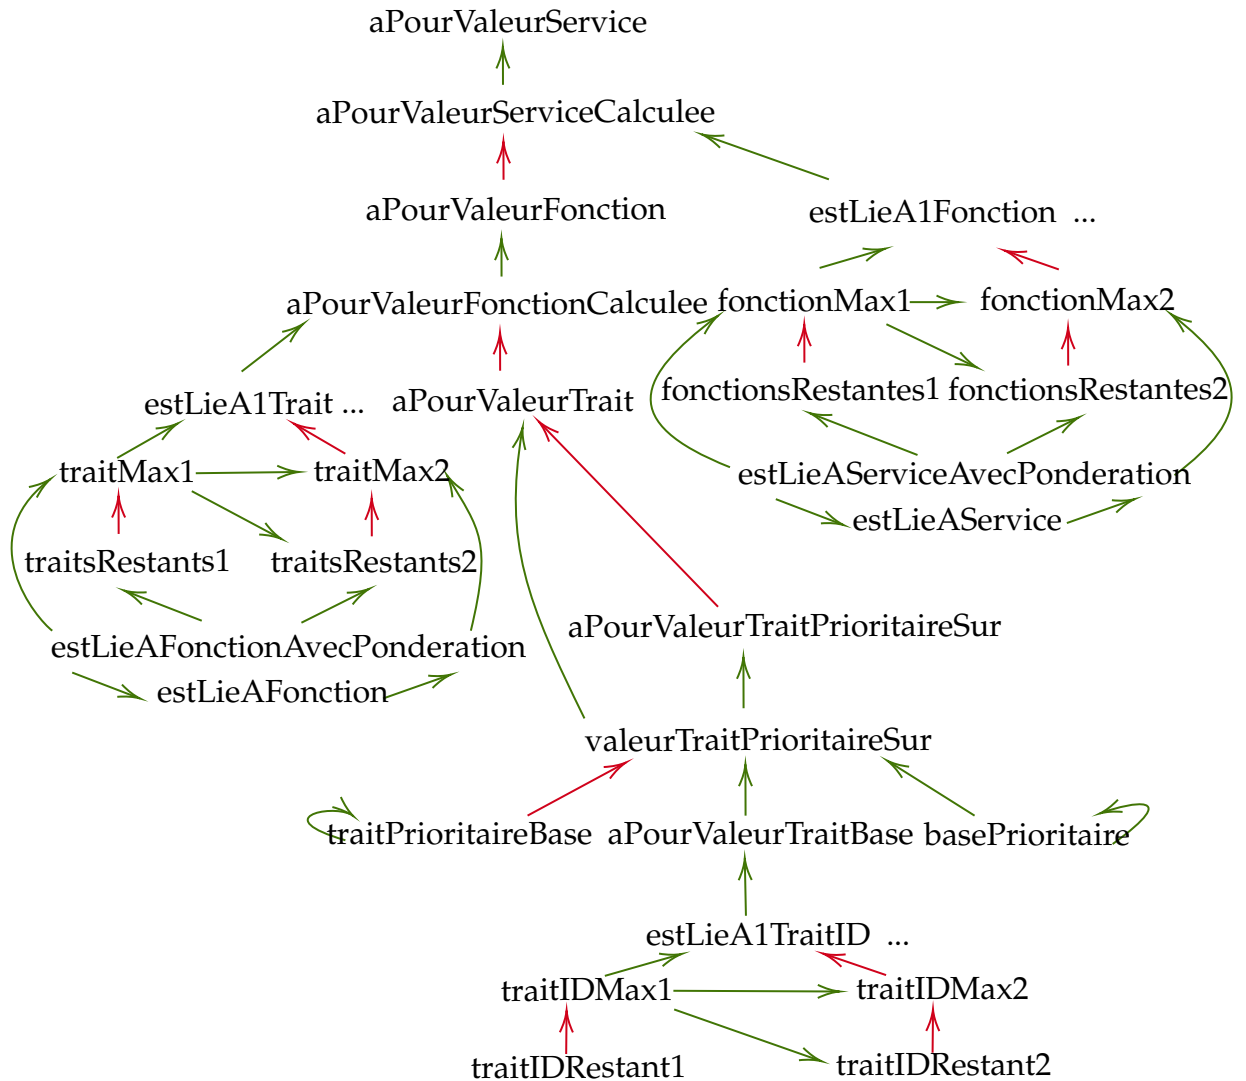 aPourValeurService
aPourValeurServiceCalculee
aPourValeurFonction
estLieA1Fonction ...
aPourValeurFonctionCalculee
fonctionMax1
fonctionMax2
estLieA1Trait ...
aPourValeurTrait
fonctionsRestantes1
fonctionsRestantes2
traitMax1
traitMax2
estLieAServiceAvecPonderation
estLieAService
traitsRestants1
traitsRestants2
estLieAFonctionAvecPonderation
estLieAFonction
aPourValeurTraitPrioritaireSur
valeurTraitPrioritaireSur
traitPrioritaireBase
aPourValeurTraitBase
basePrioritaire
estLieA1TraitID ...
traitIDMax1
traitIDMax2
traitIDRestant1
traitIDRestant2